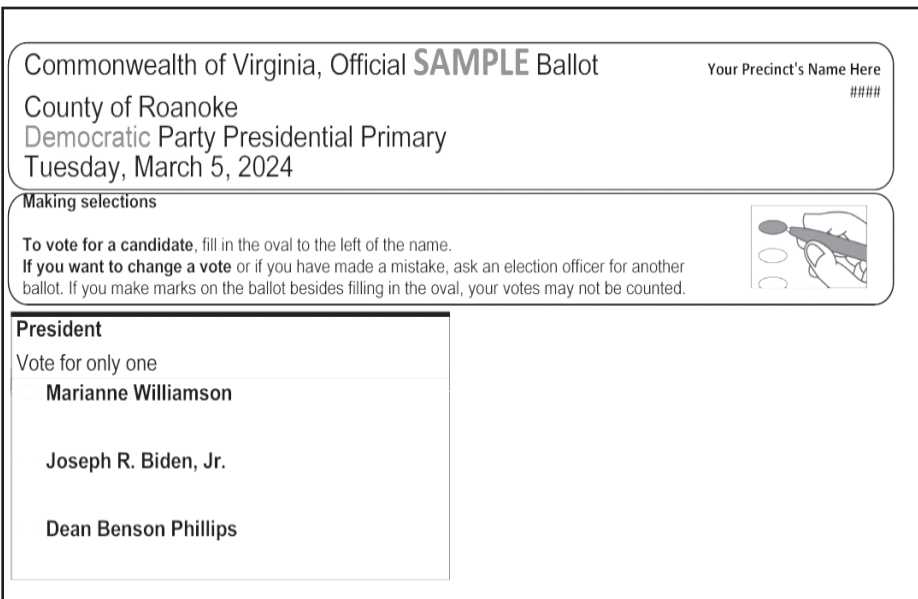 Commonwealth of Virginia, Official SAMPLE Ballot
Your Precinct's Name Here
####
County of Roanoke
Democratic Party Presidential Primary
Tuesday, March 5, 2024
Making selections
To vote for a candidate, fill in the oval to the left of the name.
If you want to change a vote or if you have made a mistake, ask an election officer for another
ballot. If you make marks on the ballot besides filling in the oval, your votes may not be counted.
President
Vote for only one
Marianne Williamson
Joseph R. Biden, Jr.
Dean Benson Phillips